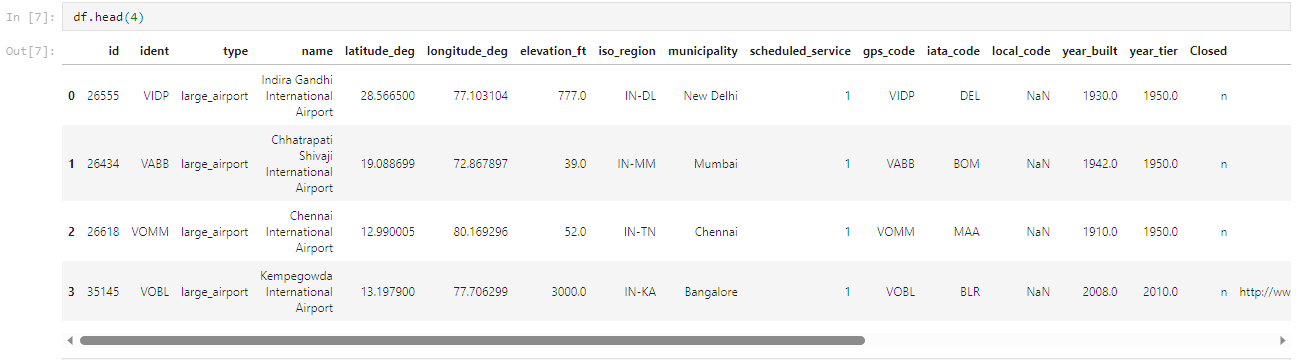 In [7]: df.head(4)
Out[7]:
id ident type name latitude_deg longitude_deg elevation_ft iso_region municipality scheduled_service gps_code iata_code local_code year_built year_tier Closed
Indira Gandhi
International
Airport
0 26555 VIDP large_airport 28.566500 77.103104 777.0 IN-DL New Delhi 1 VIDP DEL NaN 1930.0 1950.0 n
Chhatrapati
Shivaji
International
Airport
1 26434 VABB large_airport 19.088699 72.867897 39.0 IN-MM Mumbai 1 VABB BOM NaN 1942.0 1950.0 n
Chennai
International
Airport
2 26618 VOMM large_airport 12.990005 80.169296 52.0 IN-TN Chennai 1 VOMM MAA NaN 1910.0 1950.0 n
Kempegowda
International
Airport
3 35145 VOBL large_airport 13.197900 77.706299 3000.0 IN-KA Bangalore 1 VOBL BLR NaN 2008.0 2010.0 n http://ww